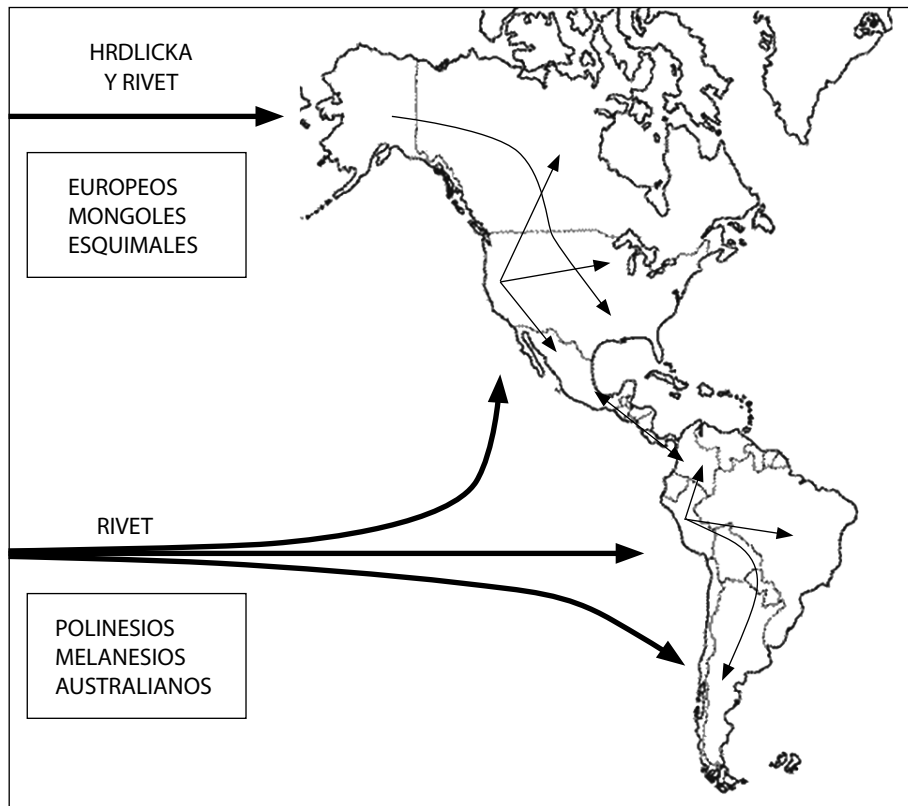 HRDLICKA
Y RIVET
EUROPEOS
MONGOLES
ESQUIMALES
RIVET
POLINESIOS
MELANESIOS
AUSTRALIANOS